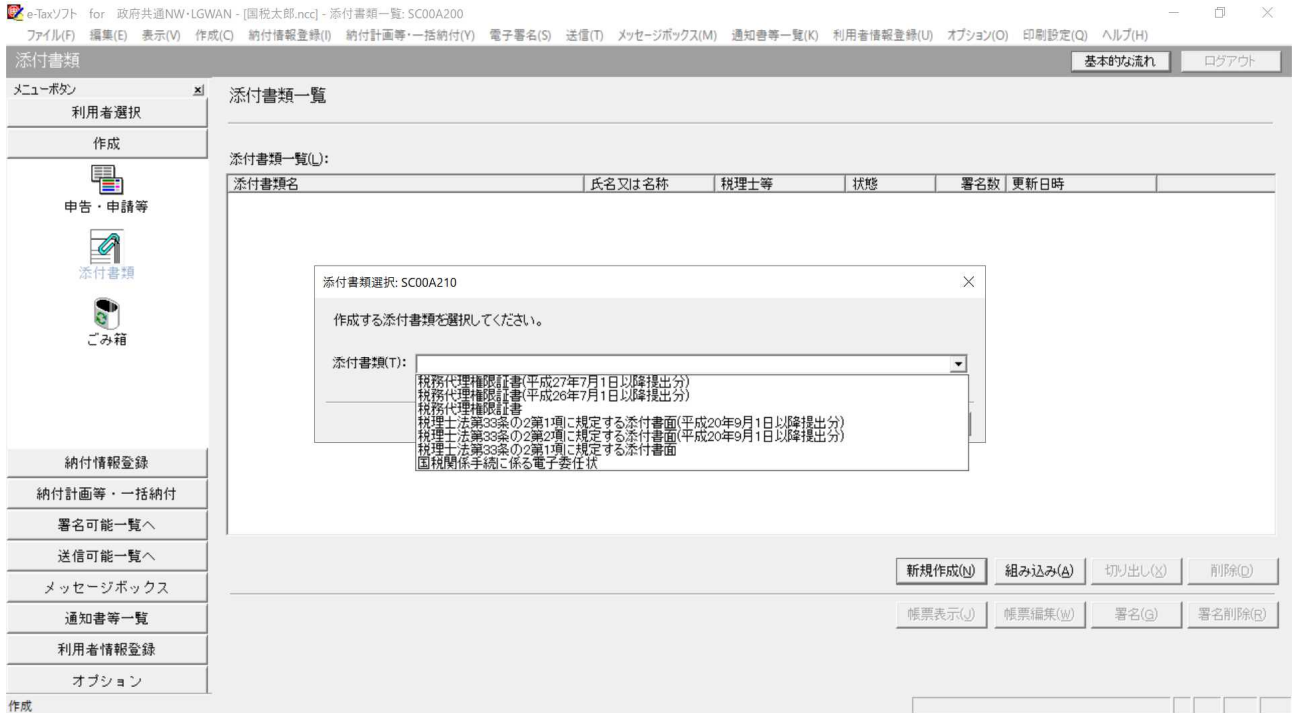 e-Taxソフト for 政府共通NW・LGWAN - [国税太郎.ncc] - 添付書類一覧: SC00A200
ファイル(F) 編集(E) 表示(V) 作成(C) 納付情報登録(I) 納付計画等・一括納付(Y) 電子署名(S) 送信(T) メッセージボックス(M) 通知書等一覧(K) 利用者情報登録(U) オプション(O) 印刷設定(Q) ヘルプ(H)
添付書類 基本的な流れ ログアウト
メニューボタン
利用者選択
作成
申告・申請等
添付書類
ごみ箱
納付情報登録
納付計画等・一括納付
署名可能一覧へ
送信可能一覧へ
メッセージボックス
通知書等一覧
利用者情報登録
オプション
添付書類一覧
添付書類一覧(L):
添付書類名 氏名又は名称 税理士等 状態 署名数 更新日時
添付書類選択: SC00A210
作成する添付書類を選択してください。
添付書類(T):
税務代理権限証書(平成27年7月1日以降提出分)
税務代理権限証書(平成26年7月1日以降提出分)
税務代理権限証書
税理士法第33条の2第1項に規定する添付書面(平成20年9月1日以降提出分)
税理士法第33条の2第2項に規定する添付書面(平成20年9月1日以降提出分)
税理士法第33条の2第1項に規定する添付書面
国税関係手続に係る電子委任状
新規作成(N) 組み込み(A) 切り出し(X) 削除(D)
帳票表示(J) 帳票編集(W) 署名(G) 署名削除(R)
作成